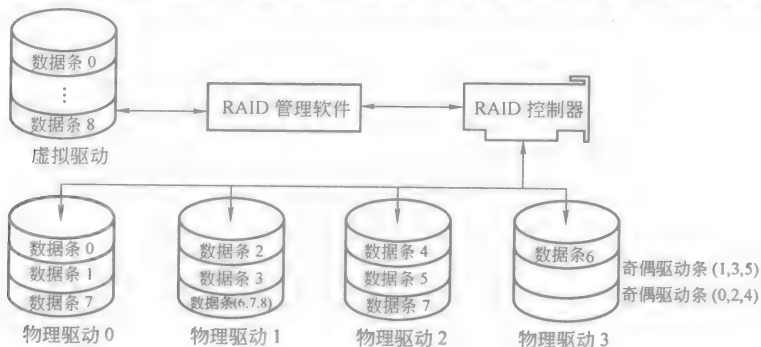 数据条 0
⋮
数据条 8
虚拟驱动
RAID 管理软件
RAID 控制器
数据条 0
数据条 1
数据条 7
物理驱动 0
数据条 2
数据条 3
数据条(6,7,8)
物理驱动 1
数据条 4
数据条 5
数据条 7
物理驱动 2
数据条6
奇偶驱动条 (1,3,5)
奇偶驱动条 (0,2,4)
物理驱动 3